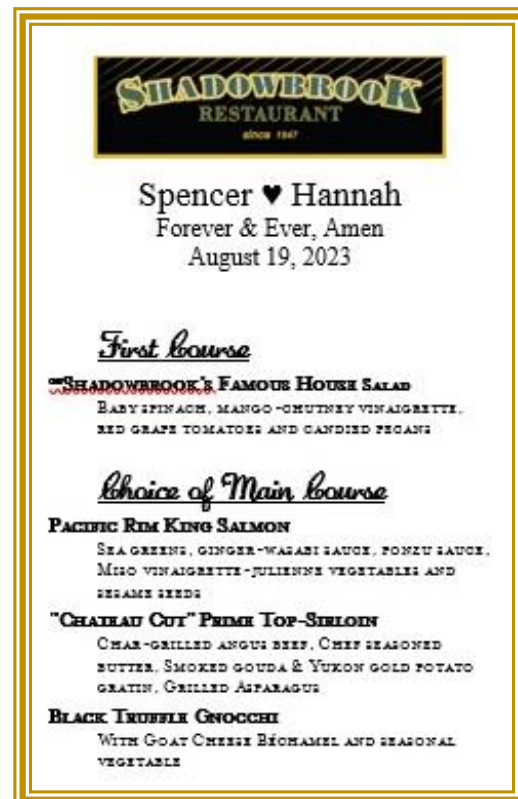 SHADOWBROOK
RESTAURANT
since 1947
Spencer ♥ Hannah
Forever & Ever, Amen
August 19, 2023
First Course
SHADOWBROOK'S FAMOUS HOUSE SALAD
BABY SPINACH, MANGO-CHUTNEY VINAIGRETTE,
RED GRAPE TOMATOES AND CANDIED PECANS
Choice of Main Course
PACIFIC RIM KING SALMON
SEA GREENS, GINGER-WASABI SAUCE, PONZU SAUCE,
MISO VINAIGRETTE-JULIENNE VEGETABLES AND
SESAME SEEDS
"CHATEAU CUT" PRIME TOP-SIRLOIN
CHAR-GRILLED ANGUS BEEF, CHEF SEASONED
BUTTER, SMOKED GOUDA & YUKON GOLD POTATO
GRATIN, GRILLED ASPARAGUS
BLACK TRUFFLE GNOCCHI
WITH GOAT CHEESE BÉCHAMEL AND SEASONAL
VEGETABLE